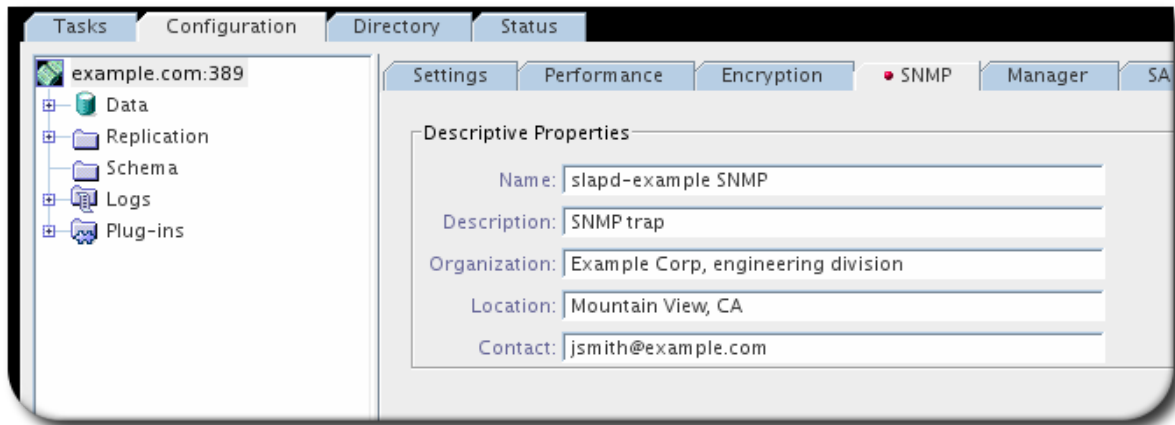 Tasks Configuration Directory Status
example.com:389
Data
Replication
Schema
Logs
Plug-ins
Settings Performance Encryption SNMP Manager SA
Descriptive Properties
Name: slapd-example SNMP
Description: SNMP trap
Organization: Example Corp, engineering division
Location: Mountain View, CA
Contact: jsmith@example.com